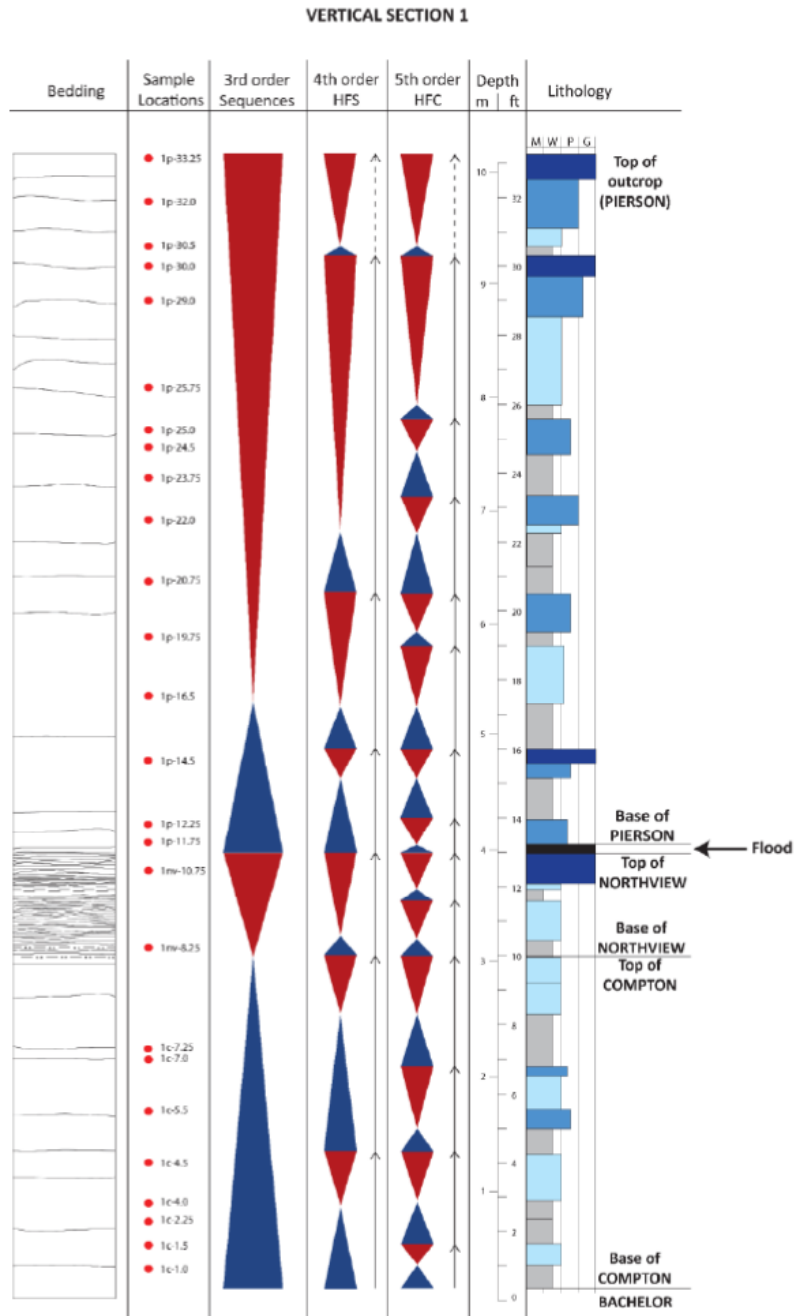 VERTICAL SECTION 1
Bedding
Sample Locations
3rd order Sequences
4th order HFS
5th order HFC
Depth
m ft
Lithology
M W P G
1p-33.25
1p-32.0
1p-30.5
1p-30.0
1p-29.0
1p-25.75
1p-25.0
1p-24.5
1p-23.75
1p-22.0
1p-20.75
1p-19.75
1p-16.5
1p-14.5
1p-12.25
1p-11.75
1nv-10.75
1nv-8.25
1c-7.25
1c-7.0
1c-5.5
1c-4.5
1c-4.0
1c-2.25
1c-1.5
1c-1.0
10
9
8
7
6
5
4
3
2
1
32
30
28
26
24
22
20
18
16
14
12
10
8
6
4
2
0
Top of
outcrop
(PIERSON)
Base of
PIERSON
Flood
Top of
NORTHVIEW
Base of
NORTHVIEW
Top of
COMPTON
Base of
COMPTON
BACHELOR